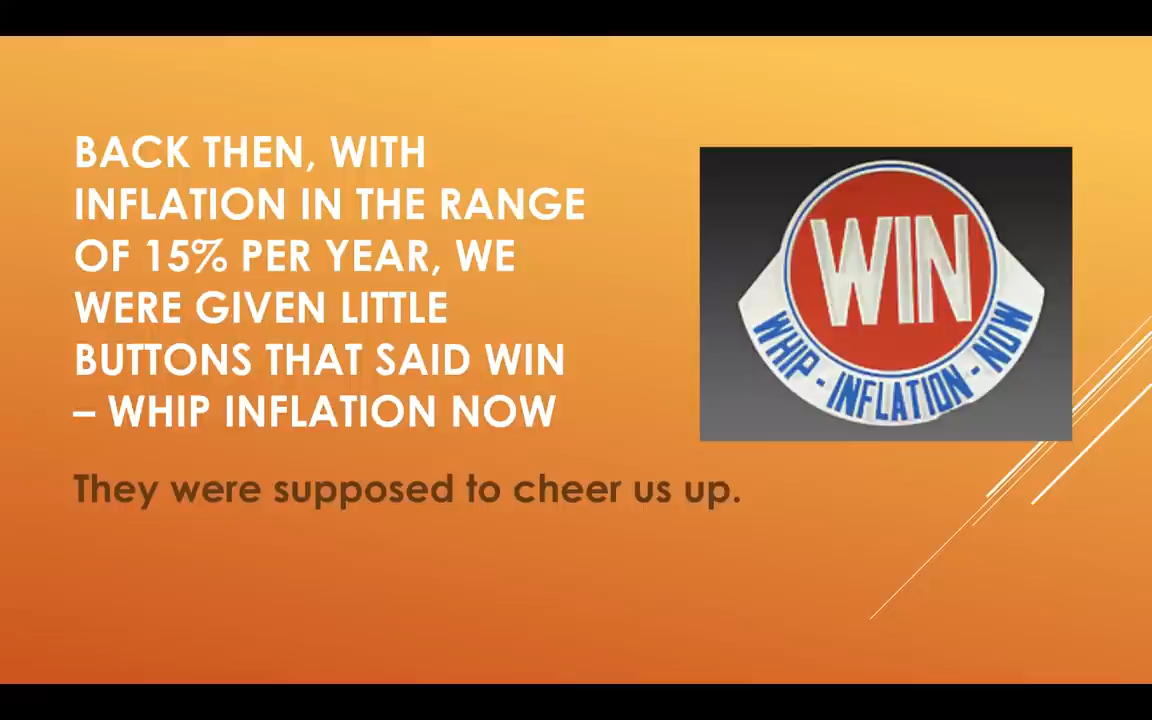 BACK THEN, WITH
INFLATION IN THE RANGE
OF 15% PER YEAR, WE
WERE GIVEN LITTLE
BUTTONS THAT SAID WIN
– WHIP INFLATION NOW
They were supposed to cheer us up.
WIN
WHIP - INFLATION - NOW